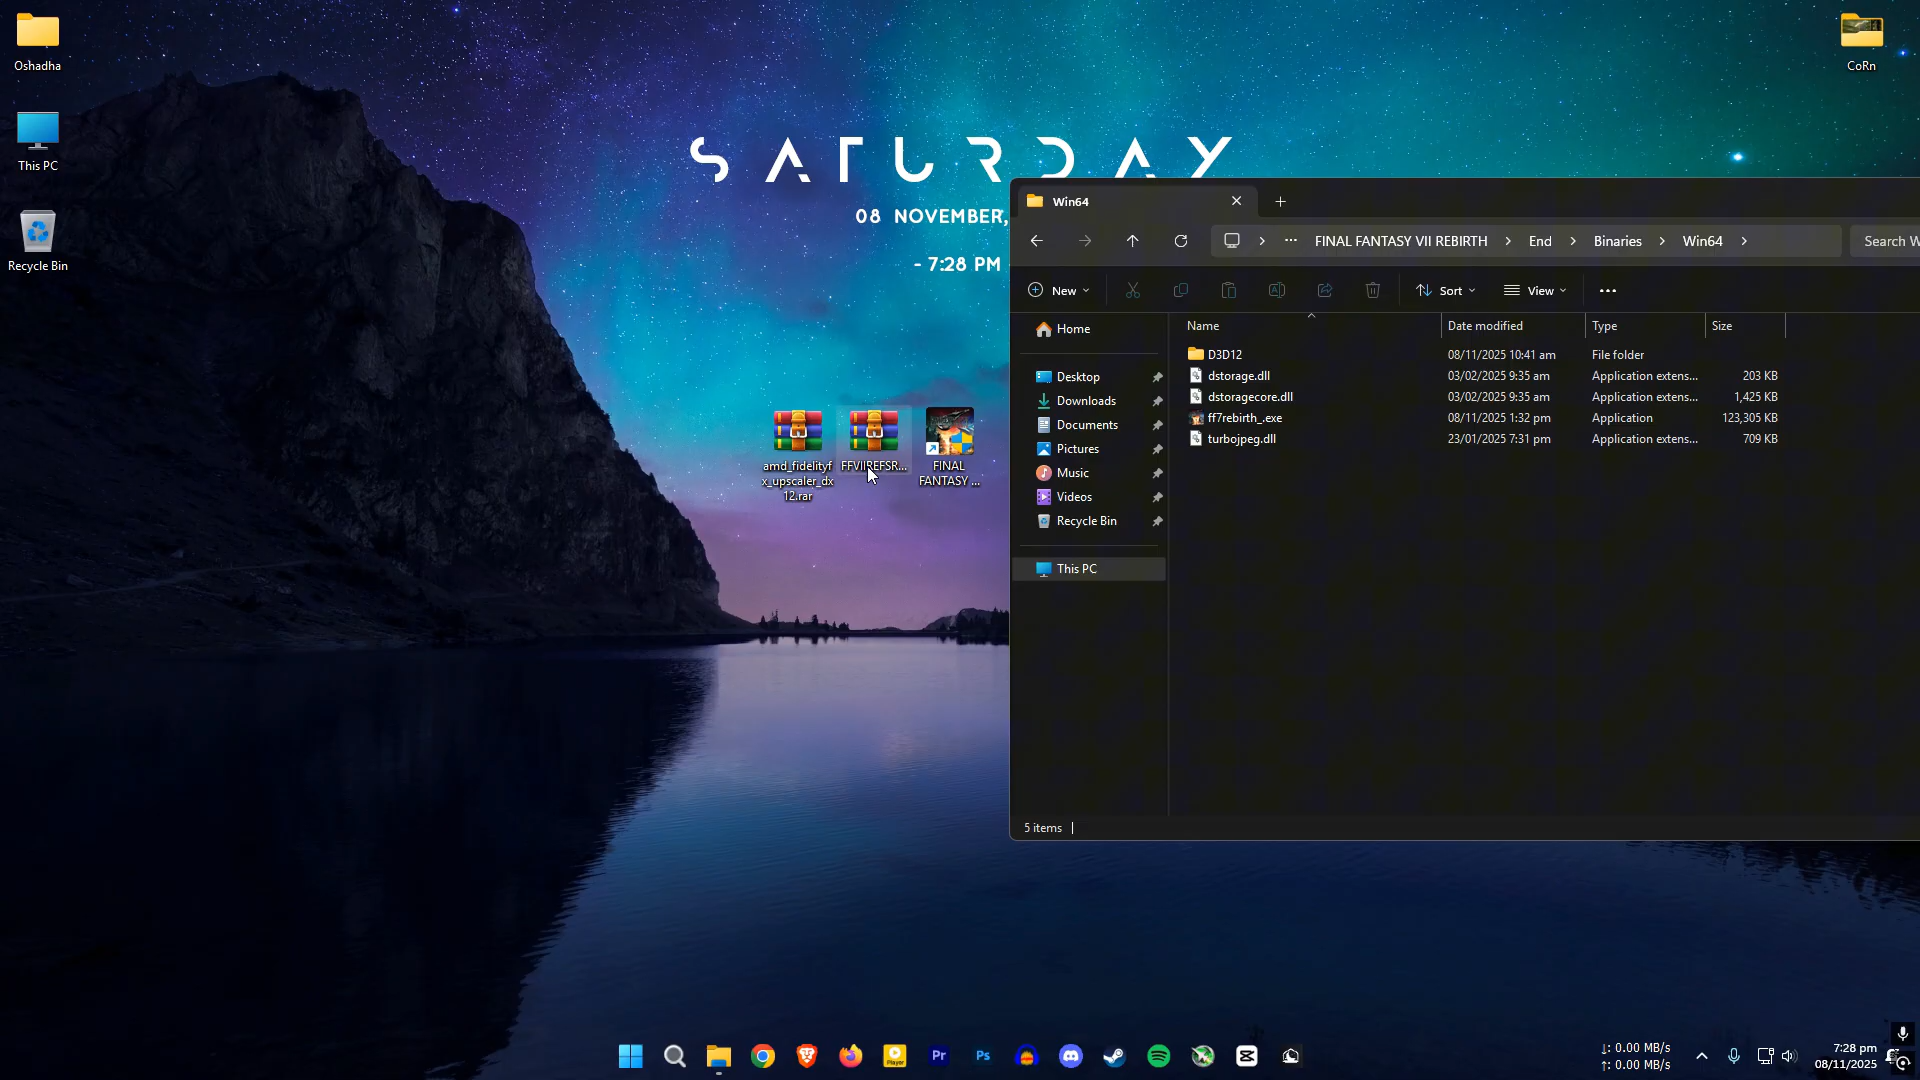 Oshadha
This PC
Recycle Bin
CoRn
SATURDAY
08 NOVEMBER,
- 7:28 PM
amd_fidelityf
x_upscaler_dx
12.rar
FFVIIREFSR...
FINAL
FANTASY ...
Win64
FINAL FANTASY VII REBIRTH
End
Binaries
Win64
Search W
New
Sort
View
Home
Desktop
Downloads
Documents
Pictures
Music
Videos
Recycle Bin
This PC
Name Date modified Type Size
D3D12 08/11/2025 10:41 am File folder
dstorage.dll 03/02/2025 9:35 am Application extens... 203 KB
dstoragecore.dll 03/02/2025 9:35 am Application extens... 1,425 KB
ff7rebirth_.exe 08/11/2025 1:32 pm Application 123,305 KB
turbojpeg.dll 23/01/2025 7:31 pm Application extens... 709 KB
5 items
Player
Pr
Ps
↓: 0.00 MB/s
↑: 0.00 MB/s
7:28 pm
08/11/2025